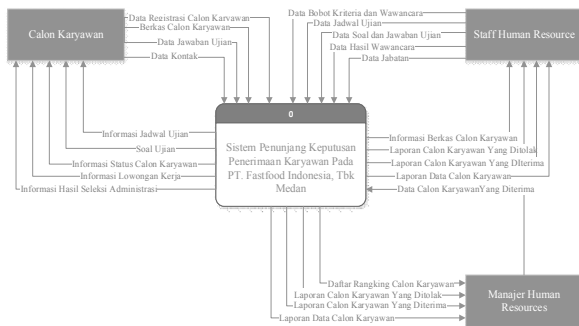 Calon Karyawan
Data Registrasi Calon Karyawan
Berkas Calon Karyawan
Data Jawaban Ujian
Data Kontak
Data Bobot Kriteria dan Wawancara
Data Jadwal Ujian
Data Soal dan Jawaban Ujian
Data Hasil Wawancara
Data Jabatan
Staff Human Resource
0
Sistem Penunjang Keputusan
Penerimaan Karyawan Pada
PT. Fastfood Indonesia, Tbk
Medan
Informasi Jadwal Ujian
Soal Ujian
Informasi Status Calon Karyawan
Informasi Lowongan Kerja
Informasi Hasil Seleksi Administrasi
Informasi Berkas Calon Karyawan
Laporan Calon Karyawan Yang Ditolak
Laporan Calon Karyawan Yang DIterima
Laporan Data Calon Karyawan
Data Calon KaryawanYang Diterima
Daftar Rangking Calon Karyawan
Laporan Calon Karyawan Yang Ditolak
Laporan Calon Karyawan Yang Diterima
Laporan Data Calon Karyawan
Manajer Human
Resources